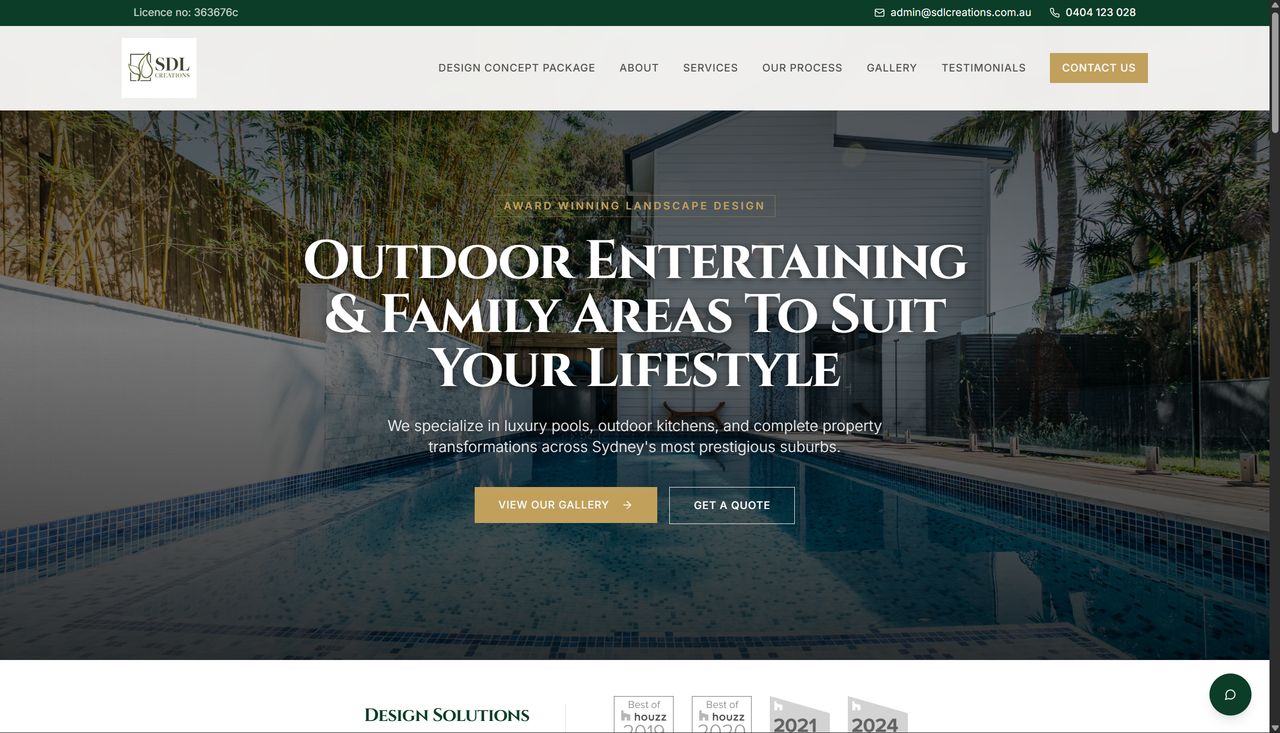 Licence no: 363676c
admin@sdlcreations.com.au
0404 123 028
SDL
CREATIONS
DESIGN CONCEPT PACKAGE
ABOUT
SERVICES
OUR PROCESS
GALLERY
TESTIMONIALS
CONTACT US
AWARD WINNING LANDSCAPE DESIGN
Outdoor Entertaining
& Family Areas To Suit
Your Lifestyle
We specialize in luxury pools, outdoor kitchens, and complete property
transformations across Sydney's most prestigious suburbs.
VIEW OUR GALLERY
GET A QUOTE
Design Solutions
Best of
houzz
2019
Best of
houzz
2020
2021
2024